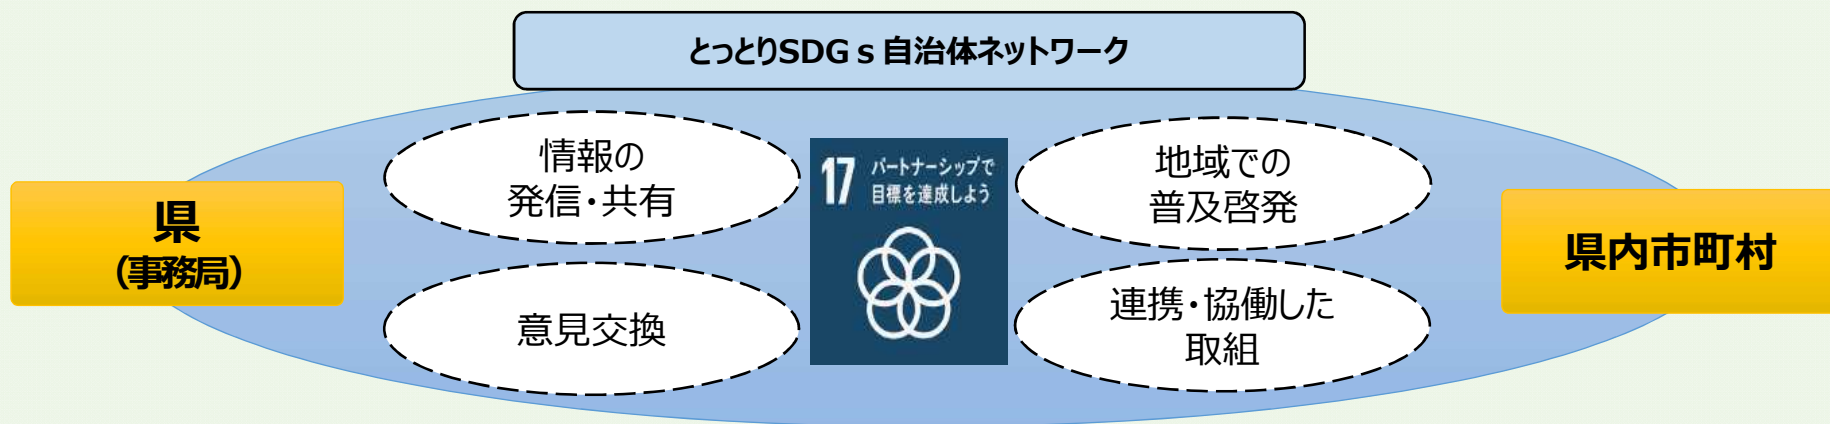 とっとりSDGｓ自治体ネットワーク
県
（事務局）
情報の
発信・共有
意見交換
17 パートナーシップで
目標を達成しよう
地域での
普及啓発
連携・協働した
取組
県内市町村